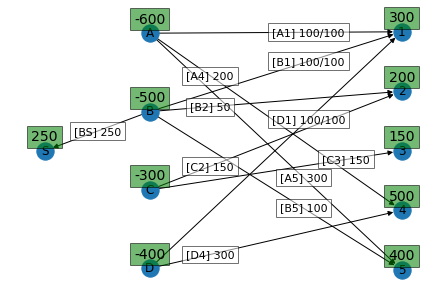 -600
A
300
1
[A1] 100/100
[B1] 100/100
[A4] 200
200
2
-500
B
[B2] 50
[D1] 100/100
250
S
[BS] 250
150
3
[C3] 150
-300
C
[C2] 150
[A5] 300
500
4
[B5] 100
-400
D
[D4] 300
400
5